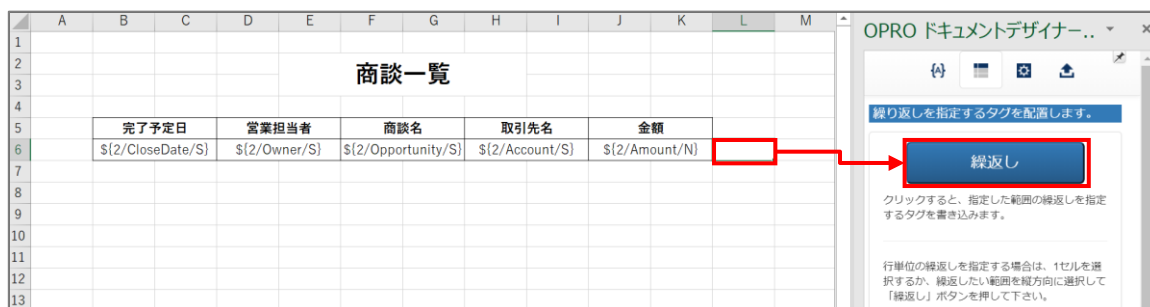 A B C D E F G H I J K L M
OPRO ドキュメントデザイナー..
1
2
商談一覧
3
{A}
4
繰り返しを指定するタグを配置します。
5 完了予定日 営業担当者 商談名 取引先名 金額
6 ${2/CloseDate/S} ${2/Owner/S} ${2/Opportunity/S} ${2/Account/S} ${2/Amount/N}
繰返し
7
8
クリックすると、指定した範囲の繰返しを指定
9
するタグを書き込みます。
10
11
行単位の繰返しを指定する場合は、1セルを選
12
択するか、繰返したい範囲を縦方向に選択して
13
「繰返し」ボタンを押して下さい。